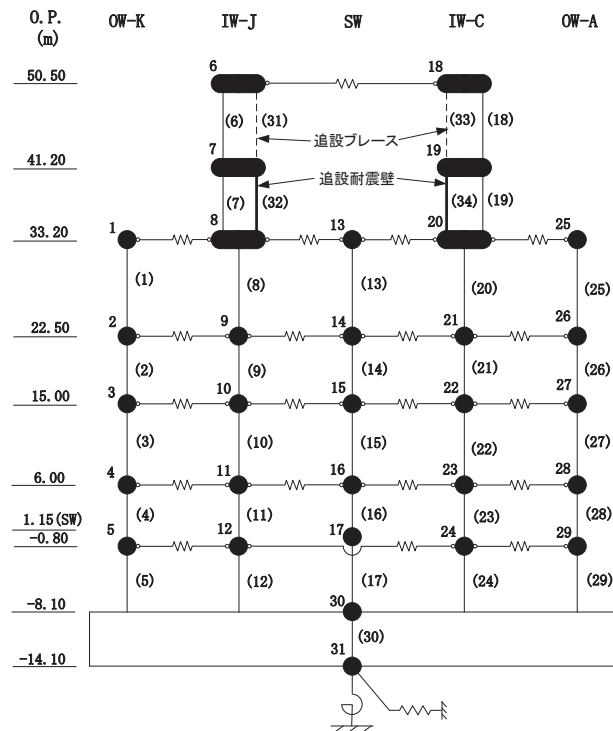 O.P. OW-K IW-J SW IW-C OW-A
(m)
50.50 6 18
(6) (31) (33) (18)
追設ブレース
41.20 7 19
追設耐震壁
(7) (32) (34) (19)
33.20 1 8 13 20 25
(1) (8) (13) (20) (25)
22.50 2 9 14 21 26
(2) (9) (14) (21) (26)
15.00 3 10 15 22 27
(3) (10) (15) (22) (27)
6.00 4 11 16 23 28
(4) (11) (16) (23) (28)
1.15(SW) 17
-0.80 5 12 24 29
(5) (12) (17) (24) (29)
-8.10 30
(30)
-14.10 31